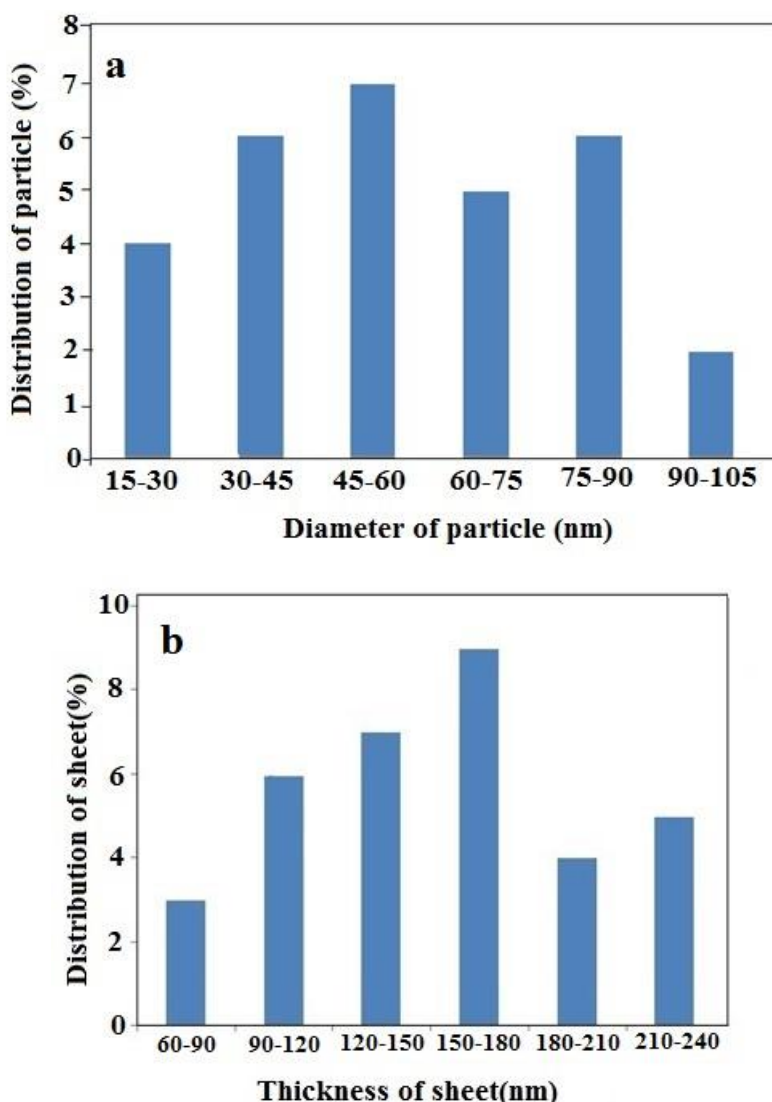 a
Distribution of particle (%)
8
7
6
5
4
3
2
1
0
15-30 30-45 45-60 60-75 75-90 90-105
Diameter of particle (nm)
b
Distribution of sheet(%)
10
8
6
4
2
0
60-90 90-120 120-150 150-180 180-210 210-240
Thickness of sheet(nm)